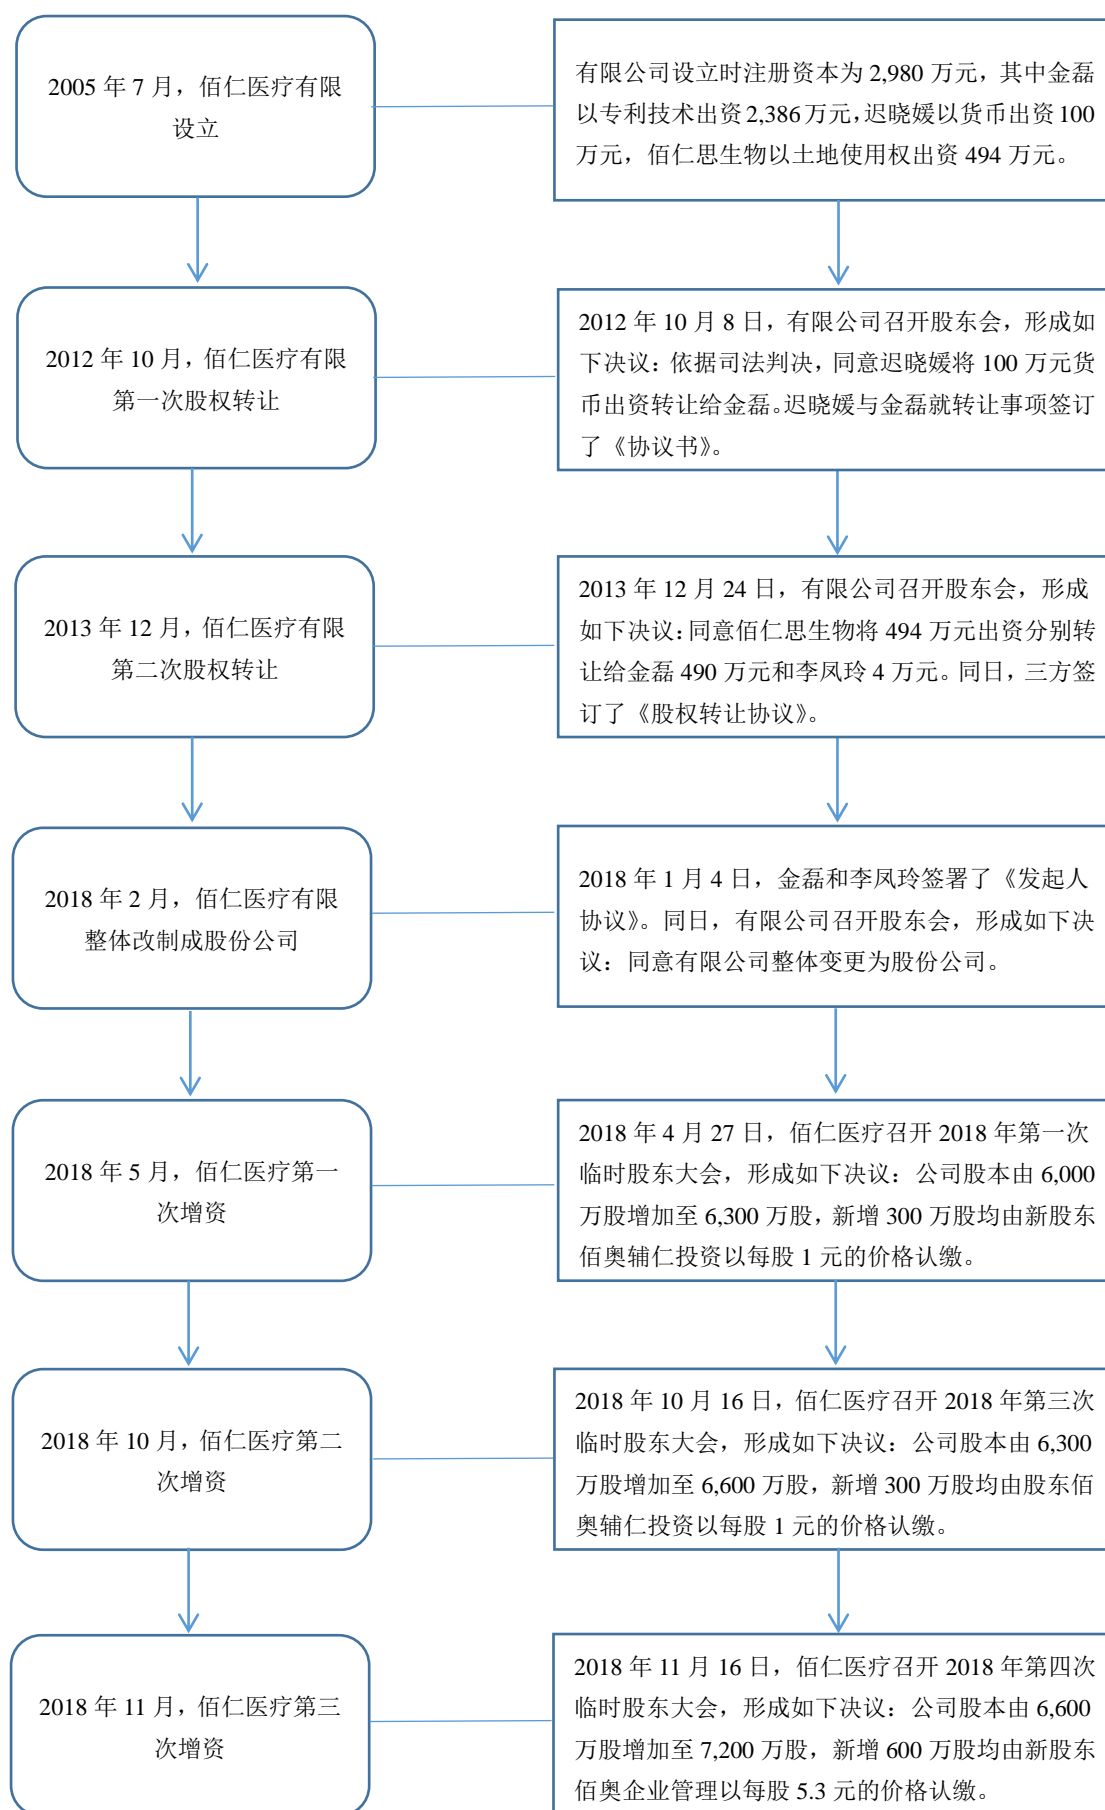 2005 年 7 月，佰仁医疗有限
设立
有限公司设立时注册资本为 2,980 万元，其中金磊
以专利技术出资 2,386 万元，迟晓媛以货币出资 100
万元，佰仁思生物以土地使用权出资 494 万元。
2012 年 10 月，佰仁医疗有限
第一次股权转让
2012 年 10 月 8 日，有限公司召开股东会，形成如
下决议：依据司法判决，同意迟晓媛将 100 万元货
币出资转让给金磊。迟晓媛与金磊就转让事项签订
了《协议书》。
2013 年 12 月，佰仁医疗有限
第二次股权转让
2013 年 12 月 24 日，有限公司召开股东会，形成
如下决议：同意佰仁思生物将 494 万元出资分别转
让给金磊 490 万元和李凤玲 4 万元。同日，三方签
订了《股权转让协议》。
2018 年 2 月，佰仁医疗有限
整体改制成股份公司
2018 年 1 月 4 日，金磊和李凤玲签署了《发起人
协议》。同日，有限公司召开股东会，形成如下决
议：同意有限公司整体变更为股份公司。
2018 年 5 月，佰仁医疗第一
次增资
2018 年 4 月 27 日，佰仁医疗召开 2018 年第一次
临时股东大会，形成如下决议：公司股本由 6,000
万股增加至 6,300 万股，新增 300 万股均由新股东
佰奥辅仁投资以每股 1 元的价格认缴。
2018 年 10 月，佰仁医疗第二
次增资
2018 年 10 月 16 日，佰仁医疗召开 2018 年第三次
临时股东大会，形成如下决议：公司股本由 6,300
万股增加至 6,600 万股，新增 300 万股均由股东佰
奥辅仁投资以每股 1 元的价格认缴。
2018 年 11 月，佰仁医疗第三
次增资
2018 年 11 月 16 日，佰仁医疗召开 2018 年第四次
临时股东大会，形成如下决议：公司股本由 6,600
万股增加至 7,200 万股，新增 600 万股均由新股东
佰奥企业管理以每股 5.3 元的价格认缴。